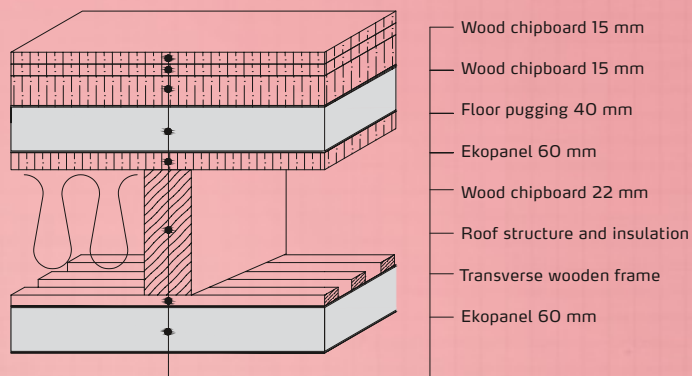 Wood chipboard 15 mm
Wood chipboard 15 mm
Floor pugging 40 mm
Ekopanel 60 mm
Wood chipboard 22 mm
Roof structure and insulation
Transverse wooden frame
Ekopanel 60 mm